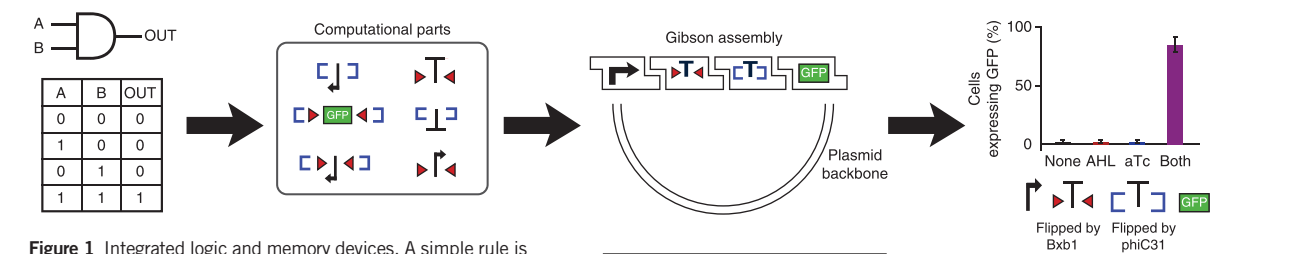 A
B
OUT
A B OUT
0 0 0
1 0 0
0 1 0
1 1 1
Computational parts
GFP
Gibson assembly
GFP
Plasmid
backbone
Cells
expressing GFP (%)
100
50
0
None AHL aTc Both
GFP
Flipped by
Bxb1
Flipped by
phiC31
Figure 1 Integrated logic and memory devices. A simple rule is